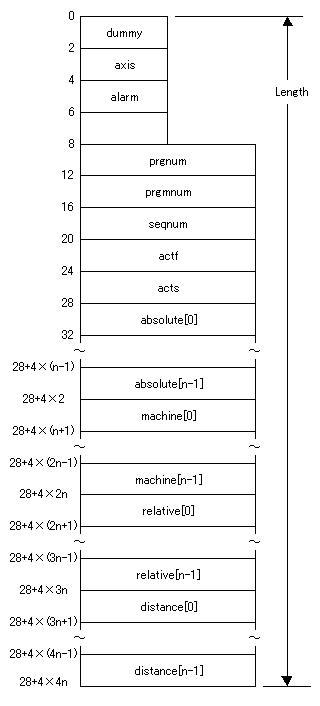 0
dummy
2
axis
4
alarm
6
8
Length
prgnum
12
prgmnum
16
seqnum
20
actf
24
acts
28
absolute[0]
32
~ ~
28+4×(n-1)
absolute[n-1]
28+4×2
machine[0]
28+4×(n+1)
~ ~
28+4×(2n-1)
machine[n-1]
28+4×2n
relative[0]
28+4×(2n+1)
~ ~
28+4×(3n-1)
relative[n-1]
28+4×3n
distance[0]
28+4×(3n+1)
~ ~
28+4×(4n-1)
distance[n-1]
28+4×4n